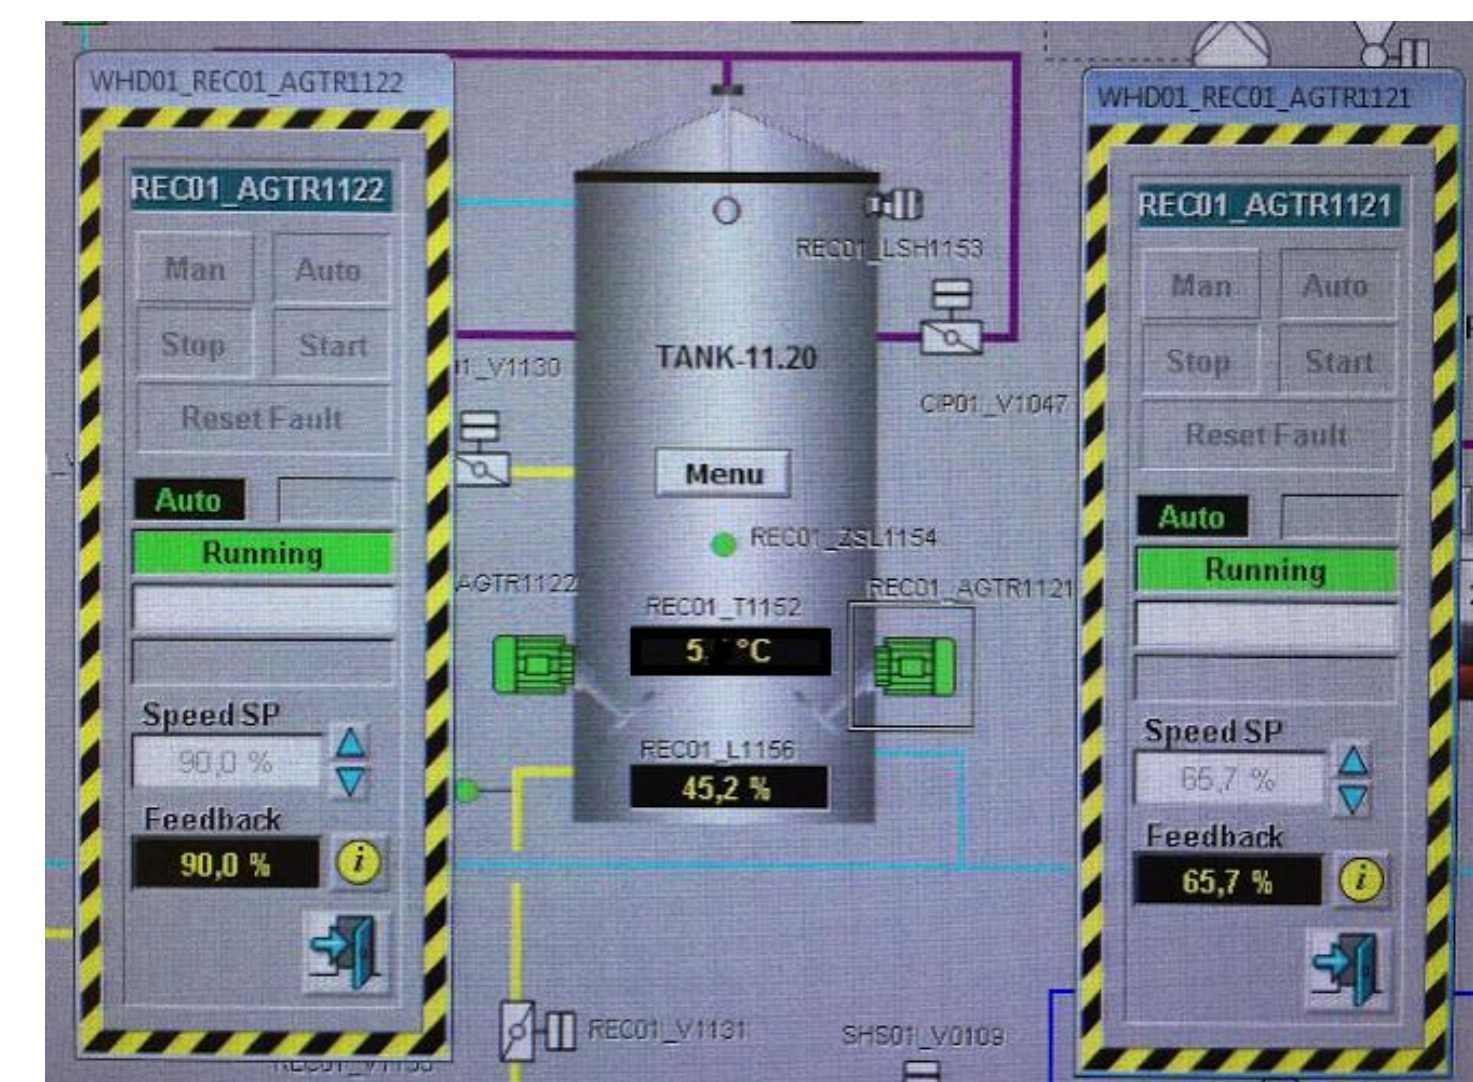 WHD01_REC01_AGTR1122
REC01_AGTR1122
Man Auto
Stop Start
Reset Fault
Auto
Running
Speed SP
90,0 %
Feedback
90,0 %
i
REC01_LSH1153
TANK-11.20
_V1130
CIP01_V1047
Menu
REC01_ZSL1154
AGTR1122
REC01_AGTR1121
REC01_T1152
5 °C
REC01_L1156
45,2 %
REC01_V1131
SHS01_V0109
WHD01_REC01_AGTR1121
REC01_AGTR1121
Man Auto
Stop Start
Reset Fault
Auto
Running
Speed SP
65,7 %
Feedback
65,7 %
i